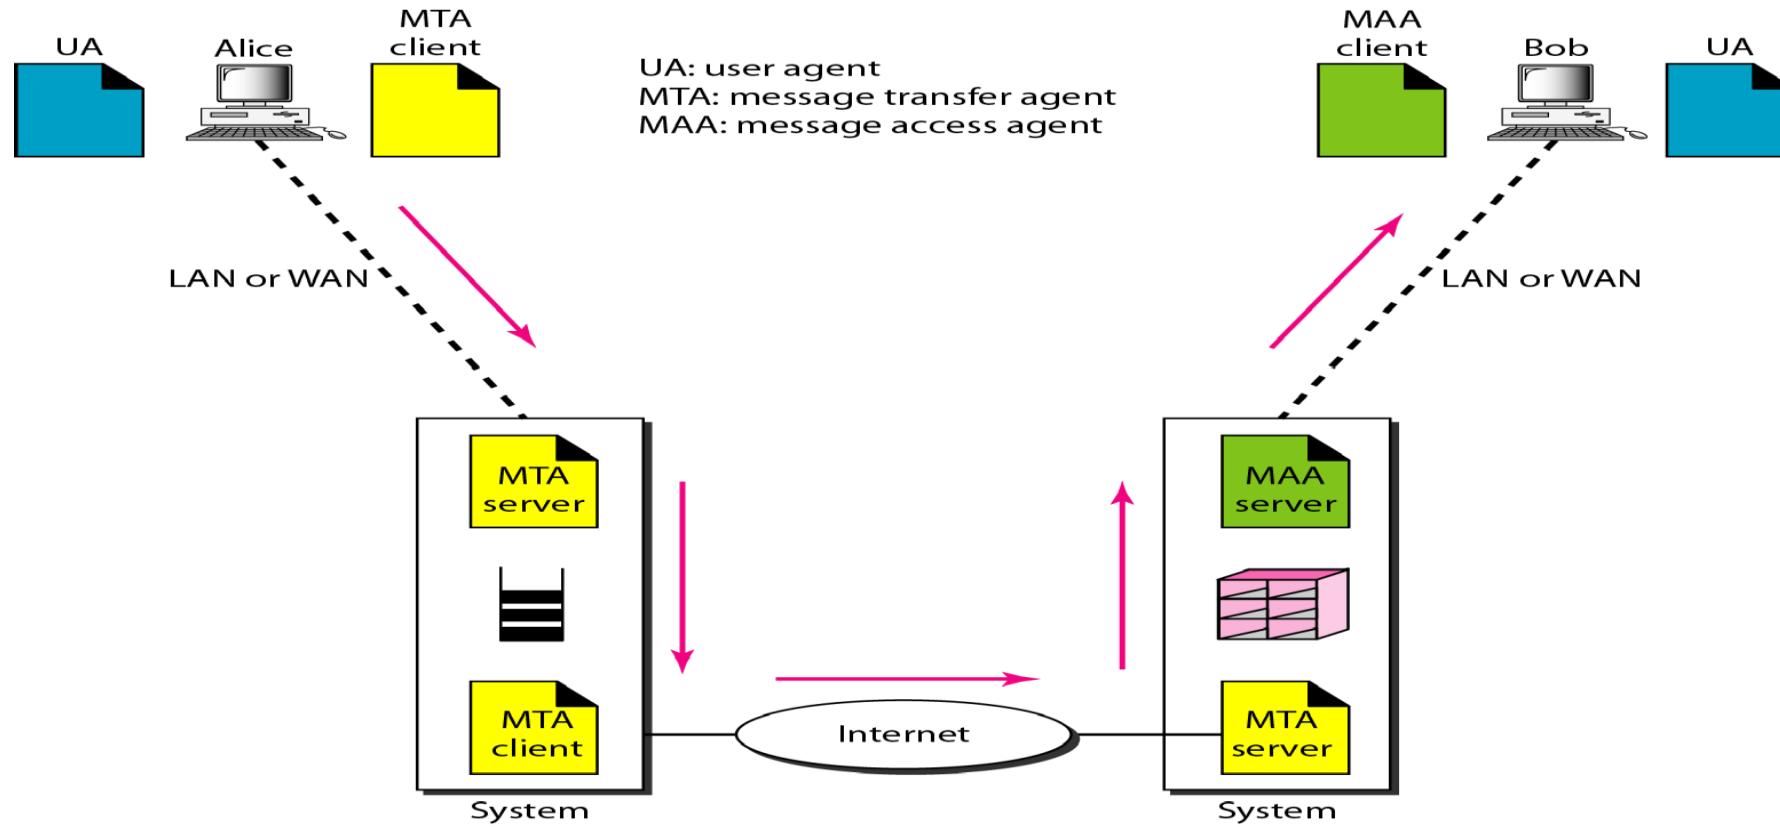 UA
Alice
MTA
client
UA: user agent
MTA: message transfer agent
MAA: message access agent
MAA
client
Bob
UA
LAN or WAN
LAN or WAN
MTA
server
MAA
server
MTA
client
Internet
MTA
server
System
System